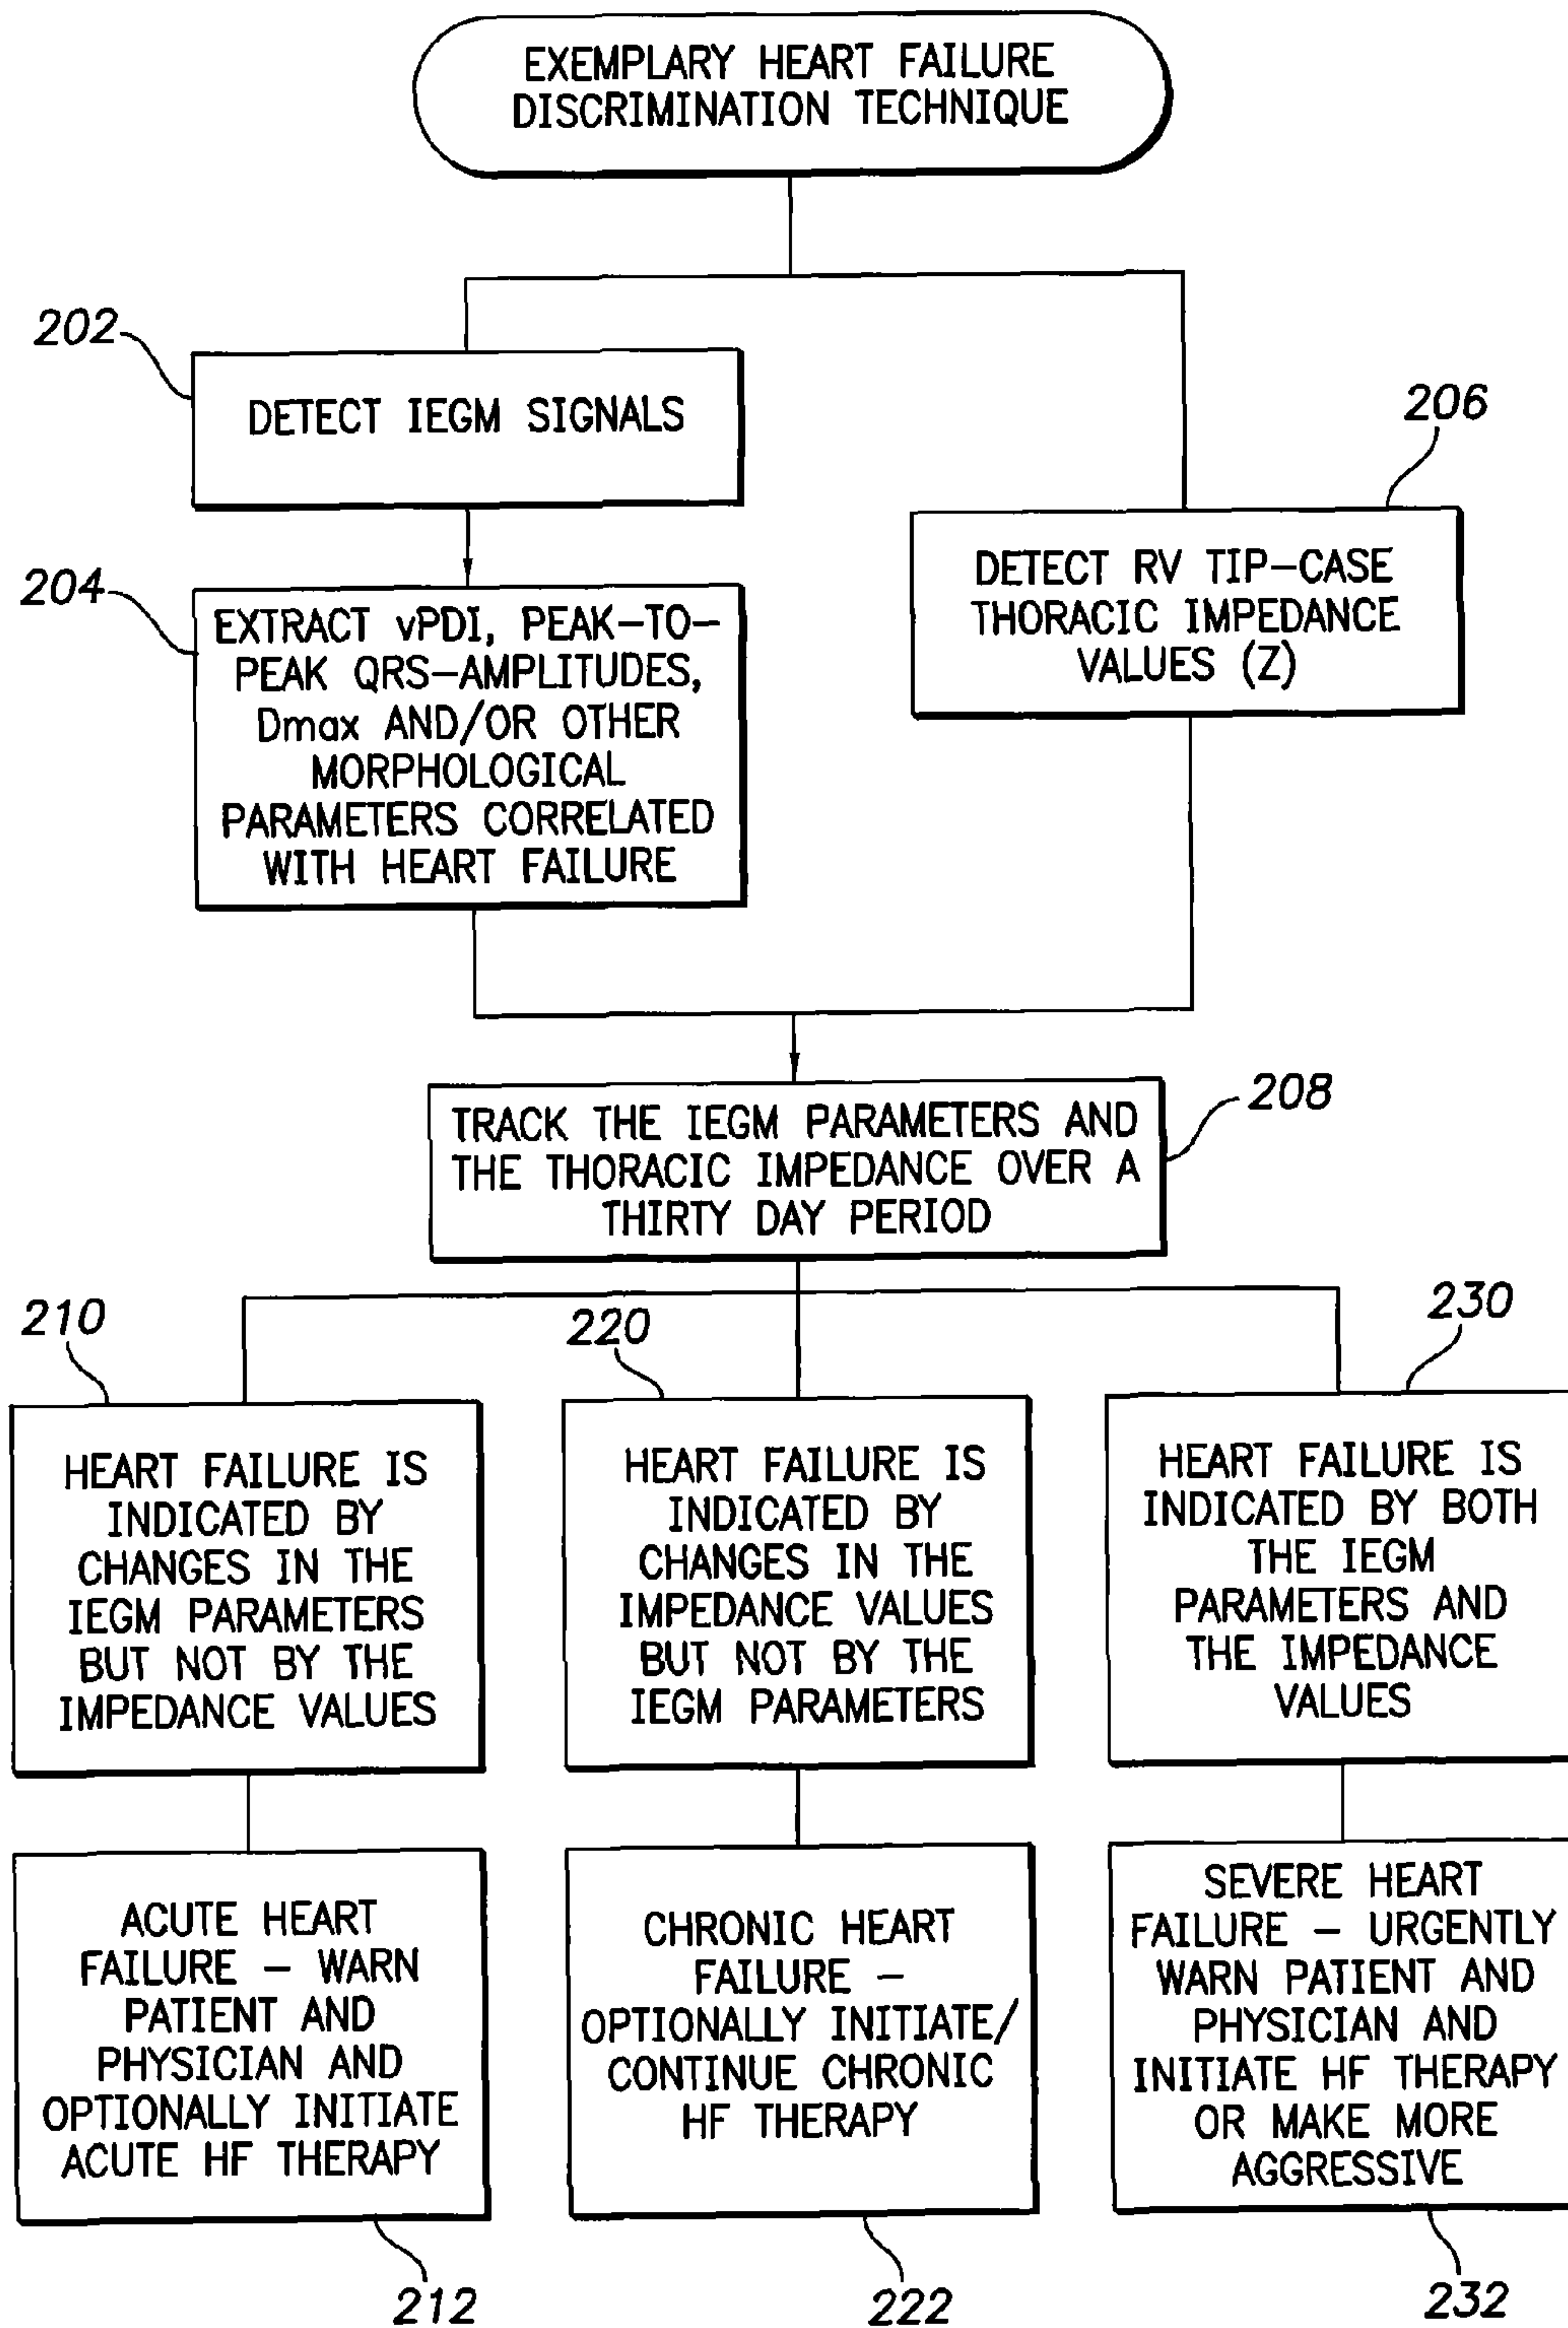 EXEMPLARY HEART FAILURE
DISCRIMINATION TECHNIQUE
202
DETECT IEGM SIGNALS
206
DETECT RV TIP-CASE
THORACIC IMPEDANCE
VALUES (Z)
204
EXTRACT vPDI, PEAK-TO-
PEAK QRS-AMPLITUDES,
Dmax AND/OR OTHER
MORPHOLOGICAL
PARAMETERS CORRELATED
WITH HEART FAILURE
208
TRACK THE IEGM PARAMETERS AND
THE THORACIC IMPEDANCE OVER A
THIRTY DAY PERIOD
210
HEART FAILURE IS
INDICATED BY
CHANGES IN THE
IEGM PARAMETERS
BUT NOT BY THE
IMPEDANCE VALUES
220
HEART FAILURE IS
INDICATED BY
CHANGES IN THE
IMPEDANCE VALUES
BUT NOT BY THE
IEGM PARAMETERS
230
HEART FAILURE IS
INDICATED BY BOTH
THE IEGM
PARAMETERS AND
THE IMPEDANCE
VALUES
ACUTE HEART
FAILURE - WARN
PATIENT AND
PHYSICIAN AND
OPTIONALLY INITIATE
ACUTE HF THERAPY
212
CHRONIC HEART
FAILURE -
OPTIONALLY INITIATE/
CONTINUE CHRONIC
HF THERAPY
222
SEVERE HEART
FAILURE - URGENTLY
WARN PATIENT AND
PHYSICIAN AND
INITIATE HF THERAPY
OR MAKE MORE
AGGRESSIVE
232